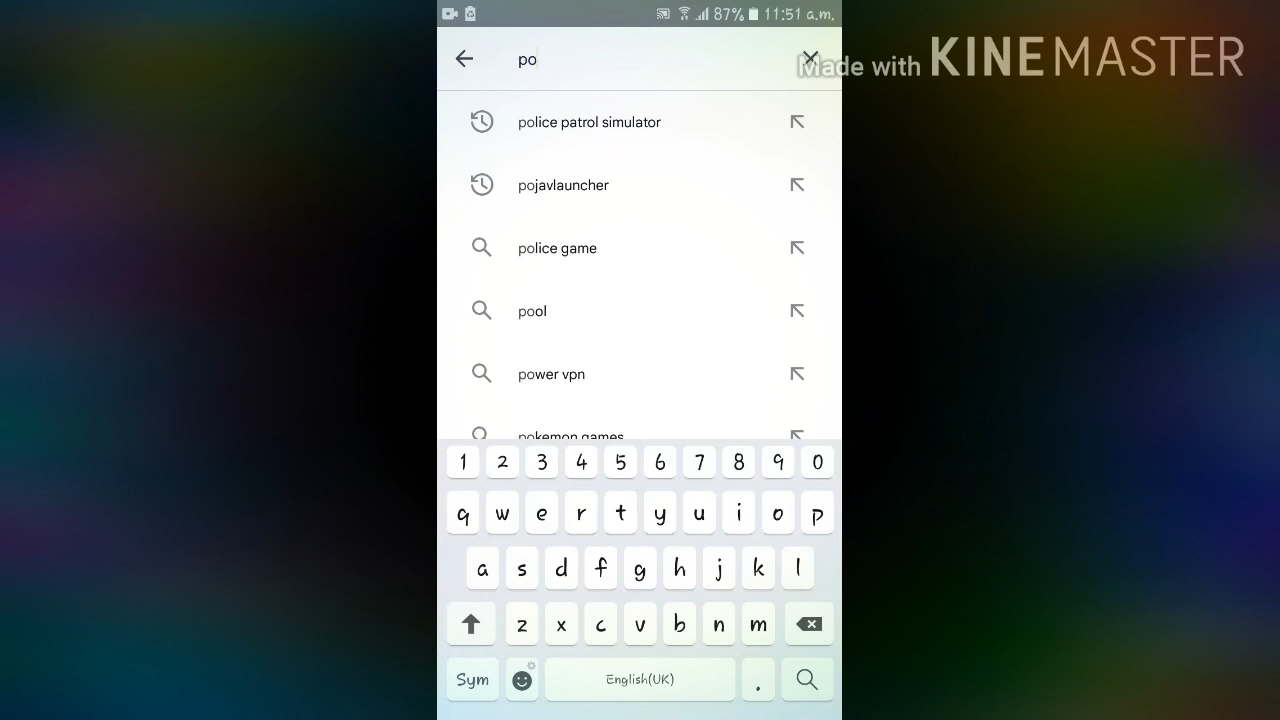 87% 11:51 a.m.
po
Made with KINEMASTER
police patrol simulator
pojavlauncher
police game
pool
power vpn
pokemon games
1 2 3 4 5 6 7 8 9 0
q w e r t y u i o p
a s d f g h j k l
z x c v b n m
Sym English(UK) .